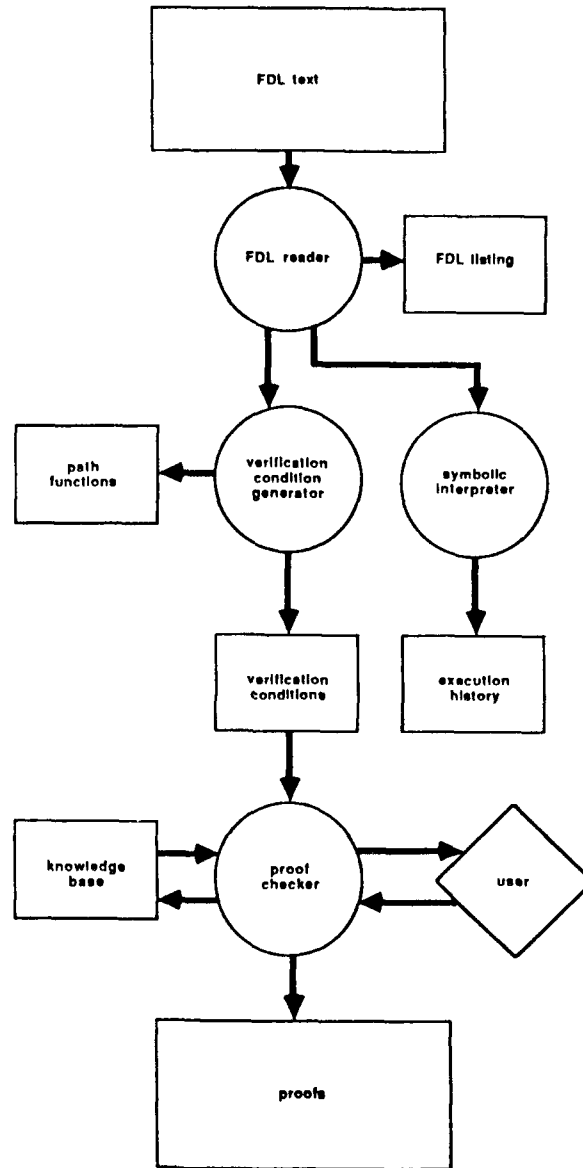 FDL text
FDL reader
FDL listing
path
functions
verification
condition
generator
symbolic
interpreter
verification
conditions
execution
history
knowledge
base
proof
checker
user
proofs